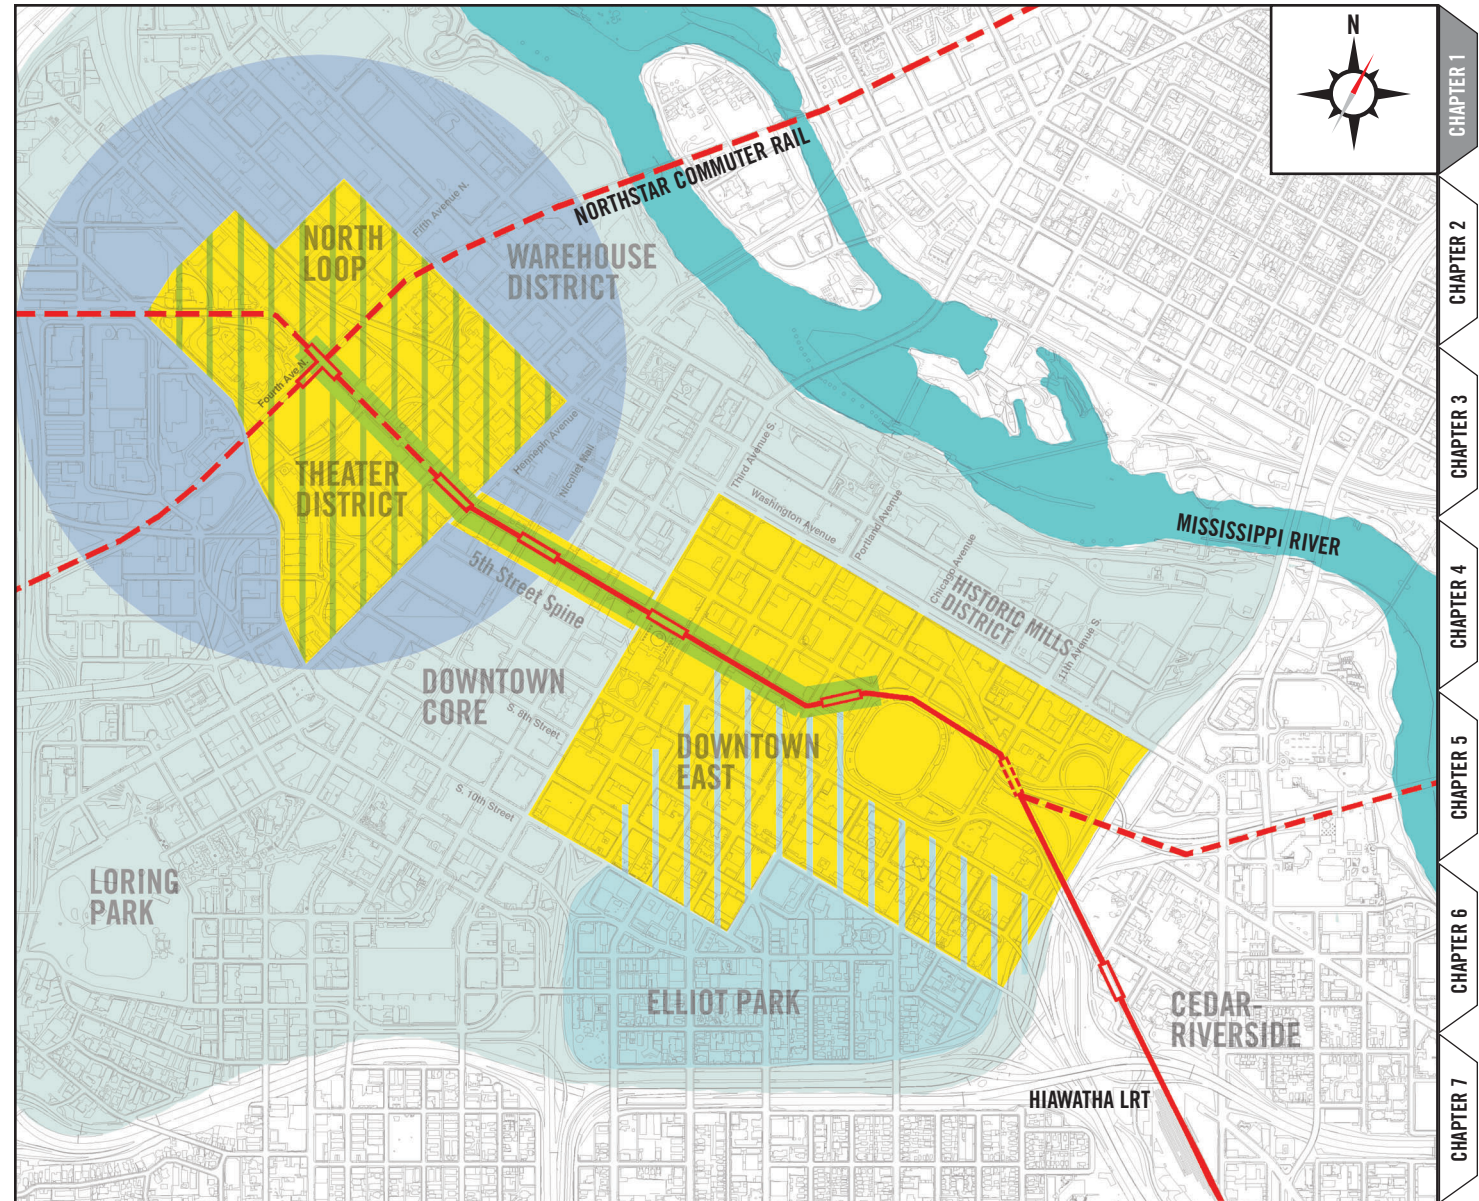 N
CHAPTER 1
CHAPTER 2
CHAPTER 3
CHAPTER 4
CHAPTER 5
CHAPTER 6
CHAPTER 7
NORTHSTAR COMMUTER RAIL
Fifth Avenue N.
NORTH
LOOP
WAREHOUSE
DISTRICT
Fourth Ave N.
THEATER
DISTRICT
Hennepin Avenue
Nicollet Mall
Third Avenue S.
Washington Avenue
Portland Avenue
Chicago Avenue
MISSISSIPPI RIVER
5th Street Spine
HISTORIC MILLS
DISTRICT
11th Avenue S.
DOWNTOWN
CORE
S. 8th Street
DOWNTOWN
EAST
S. 10th Street
LORING
PARK
ELLIOT PARK
CEDAR-
RIVERSIDE
HIAWATHA LRT